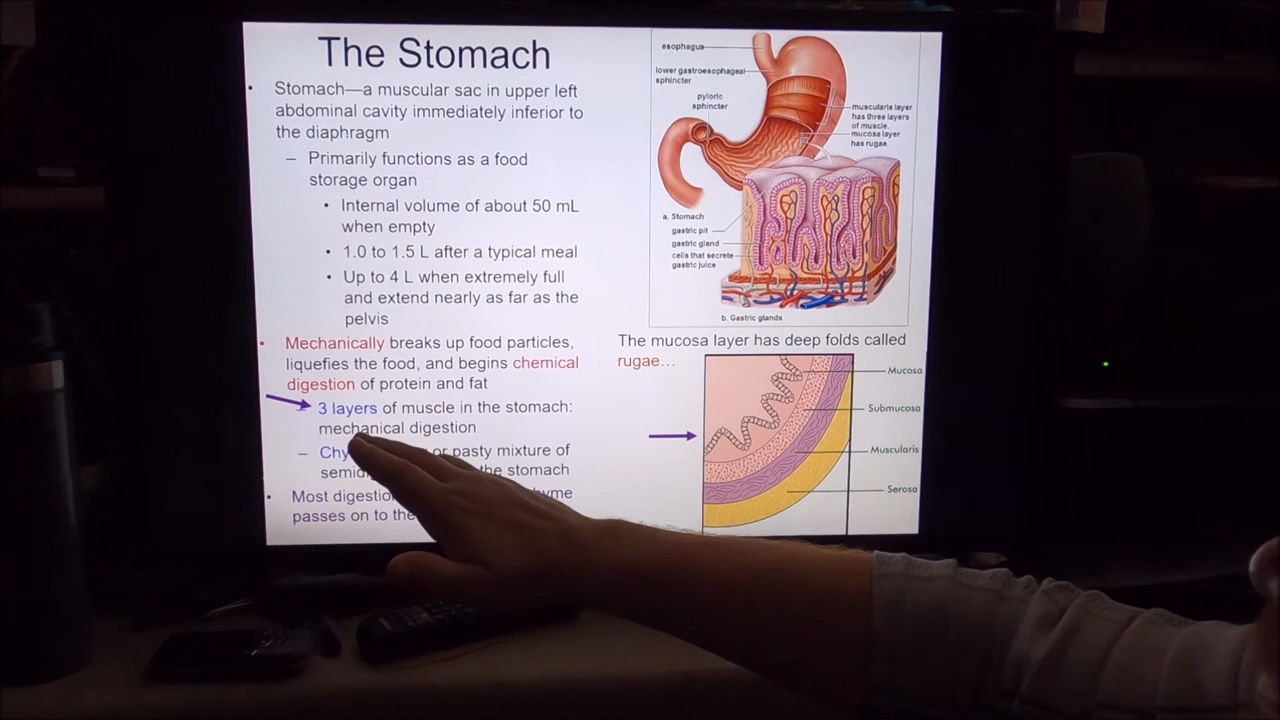 The Stomach
• Stomach—a muscular sac in upper left
abdominal cavity immediately inferior to
the diaphragm
– Primarily functions as a food
storage organ
• Internal volume of about 50 mL
when empty
• 1.0 to 1.5 L after a typical meal
• Up to 4 L when extremely full
and extend nearly as far as the
pelvis
• Mechanically breaks up food particles,
liquefies the food, and begins chemical
digestion of protein and fat
– 3 layers of muscle in the stomach:
mechanical digestion
– or pasty mixture of
the stomach
• Most
passes on to the
esophagus
lower gastroesophageal
sphincter
pyloric
sphincter
muscularis layer
has three layers
of muscle.
mucosa layer
has rugae.
a. Stomach
gastric pit
gastric gland
cells that secrete
gastric juice
b. Gastric glands
The mucosa layer has deep folds called
rugae…
Mucosa
Submucosa
Muscularis
Serosa